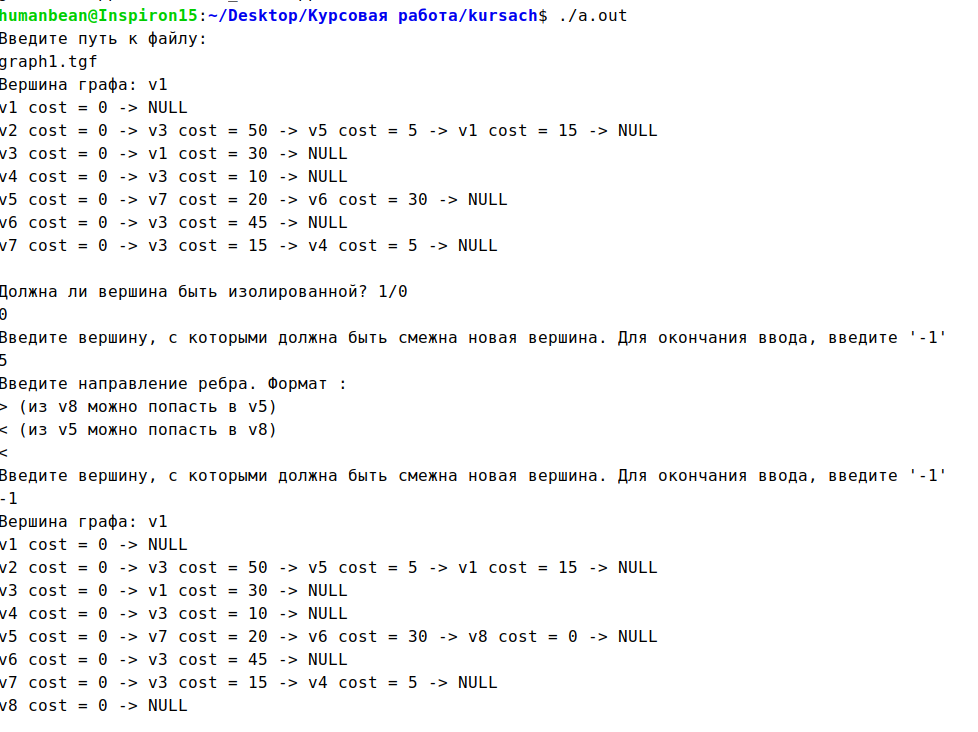 humanbean@Inspiron15:~/Desktop/Курсовая работа/kursach$ ./a.out
Введите путь к файлу:
graph1.tgf
Вершина графа: v1
v1 cost = 0 -> NULL
v2 cost = 0 -> v3 cost = 50 -> v5 cost = 5 -> v1 cost = 15 -> NULL
v3 cost = 0 -> v1 cost = 30 -> NULL
v4 cost = 0 -> v3 cost = 10 -> NULL
v5 cost = 0 -> v7 cost = 20 -> v6 cost = 30 -> NULL
v6 cost = 0 -> v3 cost = 45 -> NULL
v7 cost = 0 -> v3 cost = 15 -> v4 cost = 5 -> NULL
Должна ли вершина быть изолированной? 1/0
0
Введите вершину, с которыми должна быть смежна новая вершина. Для окончания ввода, введите '-1'
5
Введите направление ребра. Формат :
> (из v8 можно попасть в v5)
< (из v5 можно попасть в v8)
<
Введите вершину, с которыми должна быть смежна новая вершина. Для окончания ввода, введите '-1'
-1
Вершина графа: v1
v1 cost = 0 -> NULL
v2 cost = 0 -> v3 cost = 50 -> v5 cost = 5 -> v1 cost = 15 -> NULL
v3 cost = 0 -> v1 cost = 30 -> NULL
v4 cost = 0 -> v3 cost = 10 -> NULL
v5 cost = 0 -> v7 cost = 20 -> v6 cost = 30 -> v8 cost = 0 -> NULL
v6 cost = 0 -> v3 cost = 45 -> NULL
v7 cost = 0 -> v3 cost = 15 -> v4 cost = 5 -> NULL
v8 cost = 0 -> NULL